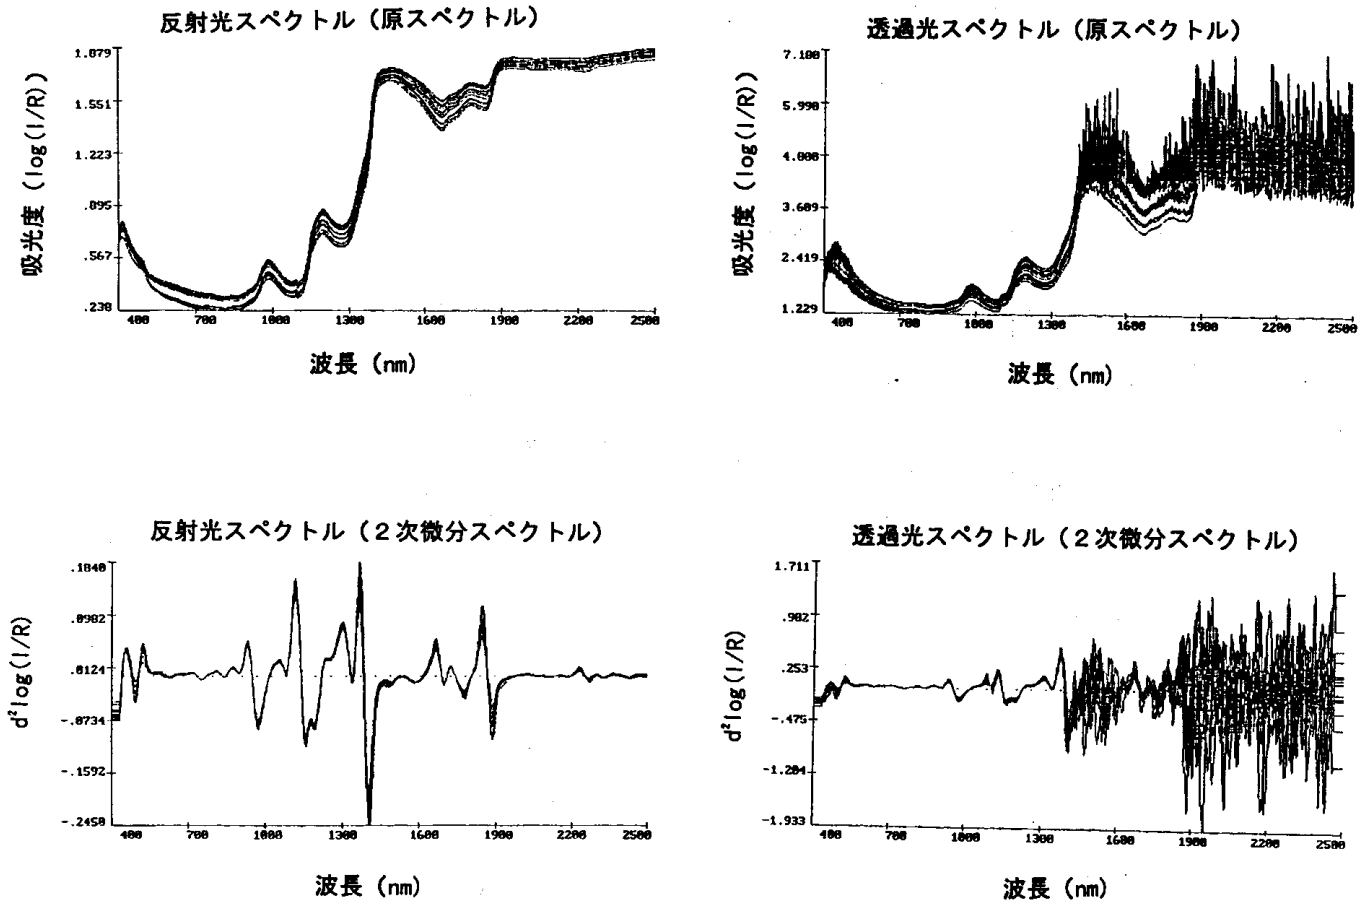 反射光スペクトル（原スペクトル）
吸光度 (log(1/R))
1.879
1.551
1.223
.895
.567
.238
400 700 1000 1300 1600 1900 2200 2500
波長 (nm)
透過光スペクトル（原スペクトル）
吸光度 (log(1/R))
7.180
5.990
4.800
3.609
2.419
1.229
400 700 1000 1300 1600 1900 2200 2500
波長 (nm)
反射光スペクトル（２次微分スペクトル）
d²log(1/R)
.1840
.0982
.0124
-.0734
-.1592
-.2450
400 700 1000 1300 1600 1900 2200 2500
波長 (nm)
透過光スペクトル（２次微分スペクトル）
d²log(1/R)
1.711
.982
.253
-.475
-1.204
-1.933
400 700 1000 1300 1600 1900 2200 2500
波長 (nm)